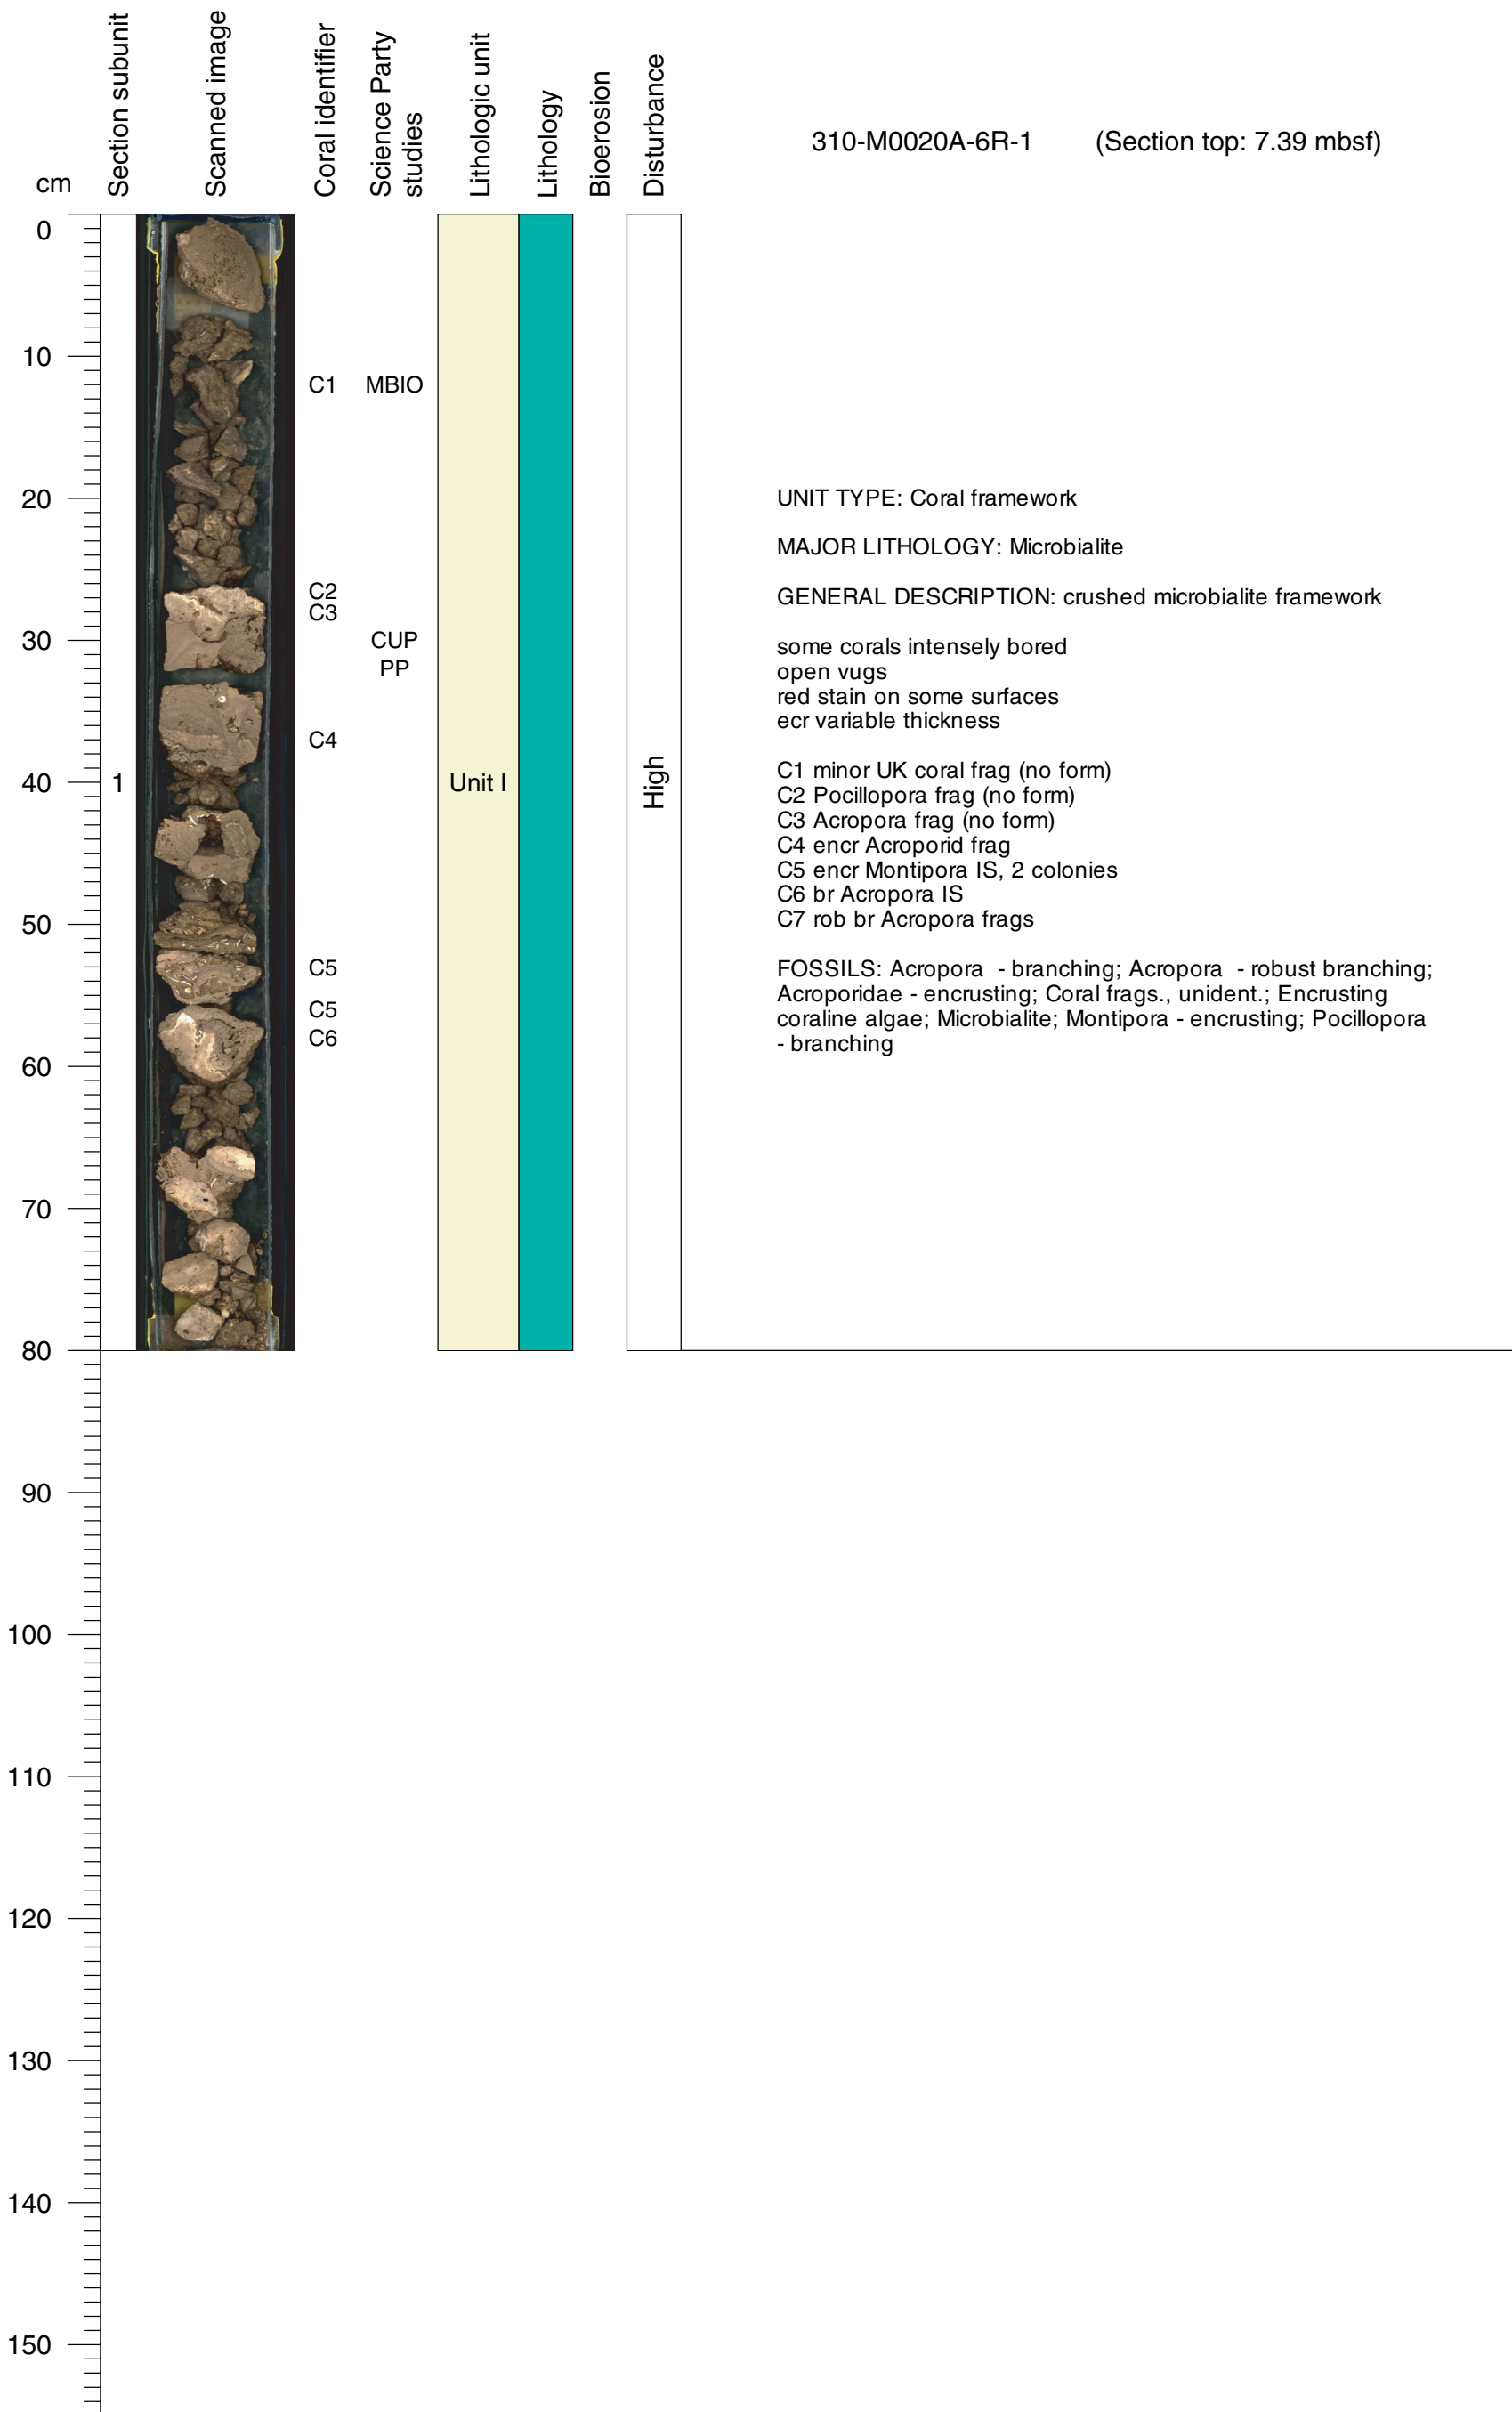 Section subunit
Scanned image
Coral identifier
Science Party
studies
Lithologic unit
Lithology
Bioerosion
Disturbance
310-M0020A-6R-1 (Section top: 7.39 mbsf)
cm
0
10
C1 MBIO
20
UNIT TYPE: Coral framework
MAJOR LITHOLOGY: Microbialite
GENERAL DESCRIPTION: crushed microbialite framework
some corals intensely bored
open vugs
red stain on some surfaces
ecr variable thickness
C1 minor UK coral frag (no form)
C2 Pocillopora frag (no form)
C3 Acropora frag (no form)
C4 encr Acroporid frag
C5 encr Montipora IS, 2 colonies
C6 br Acropora IS
C7 rob br Acropora frags
FOSSILS: Acropora - branching; Acropora - robust branching;
Acroporidae - encrusting; Coral frags., unident.; Encrusting
coraline algae; Microbialite; Montipora - encrusting; Pocillopora
- branching
C2
C3
30
CUP
PP
C4
40
1
Unit I
High
50
C5
C5
C6
60
70
80
90
100
110
120
130
140
150